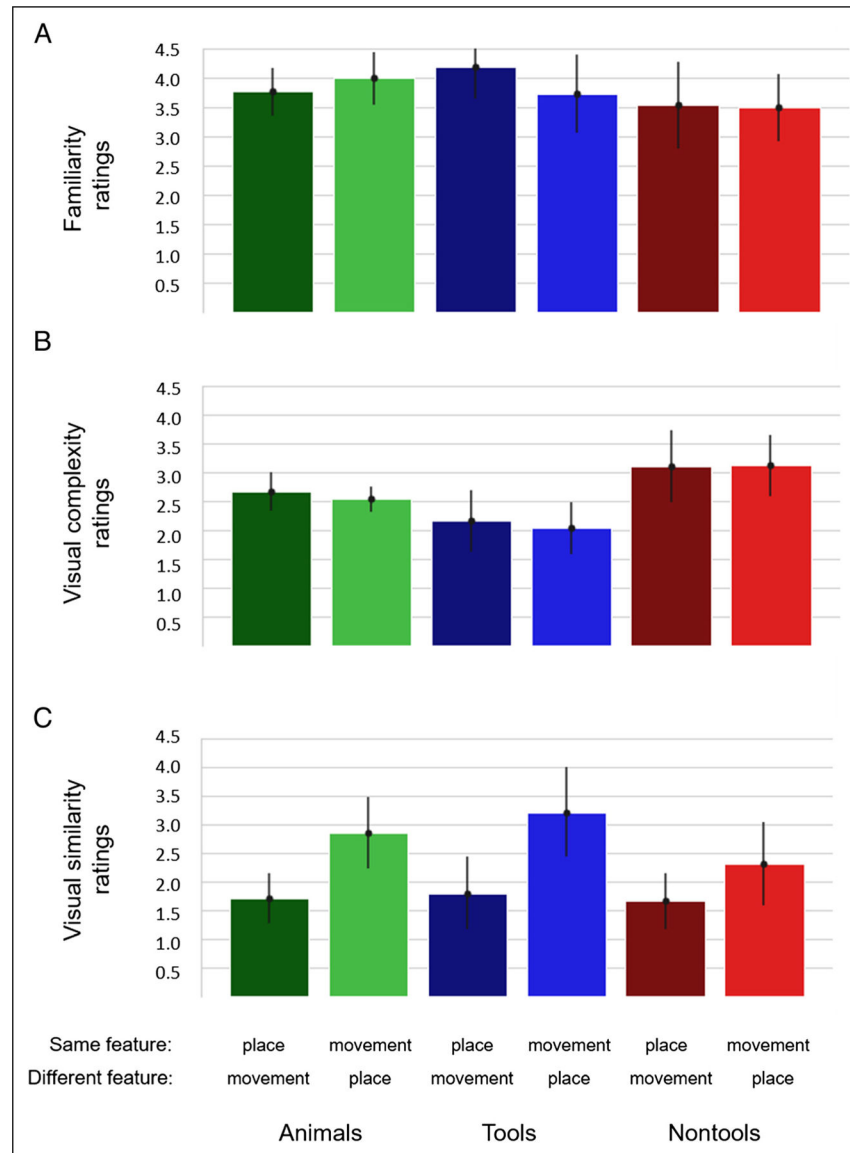 A
Familiarity
ratings
4.5
4.0
3.5
3.0
2.5
2.0
1.5
1.0
0.5
B
Visual complexity
ratings
4.5
4.0
3.5
3.0
2.5
2.0
1.5
1.0
0.5
C
Visual similarity
ratings
4.5
4.0
3.5
3.0
2.5
2.0
1.5
1.0
0.5
Same feature: place movement place movement place movement
Different feature: movement place movement place movement place
Animals Tools Nontools